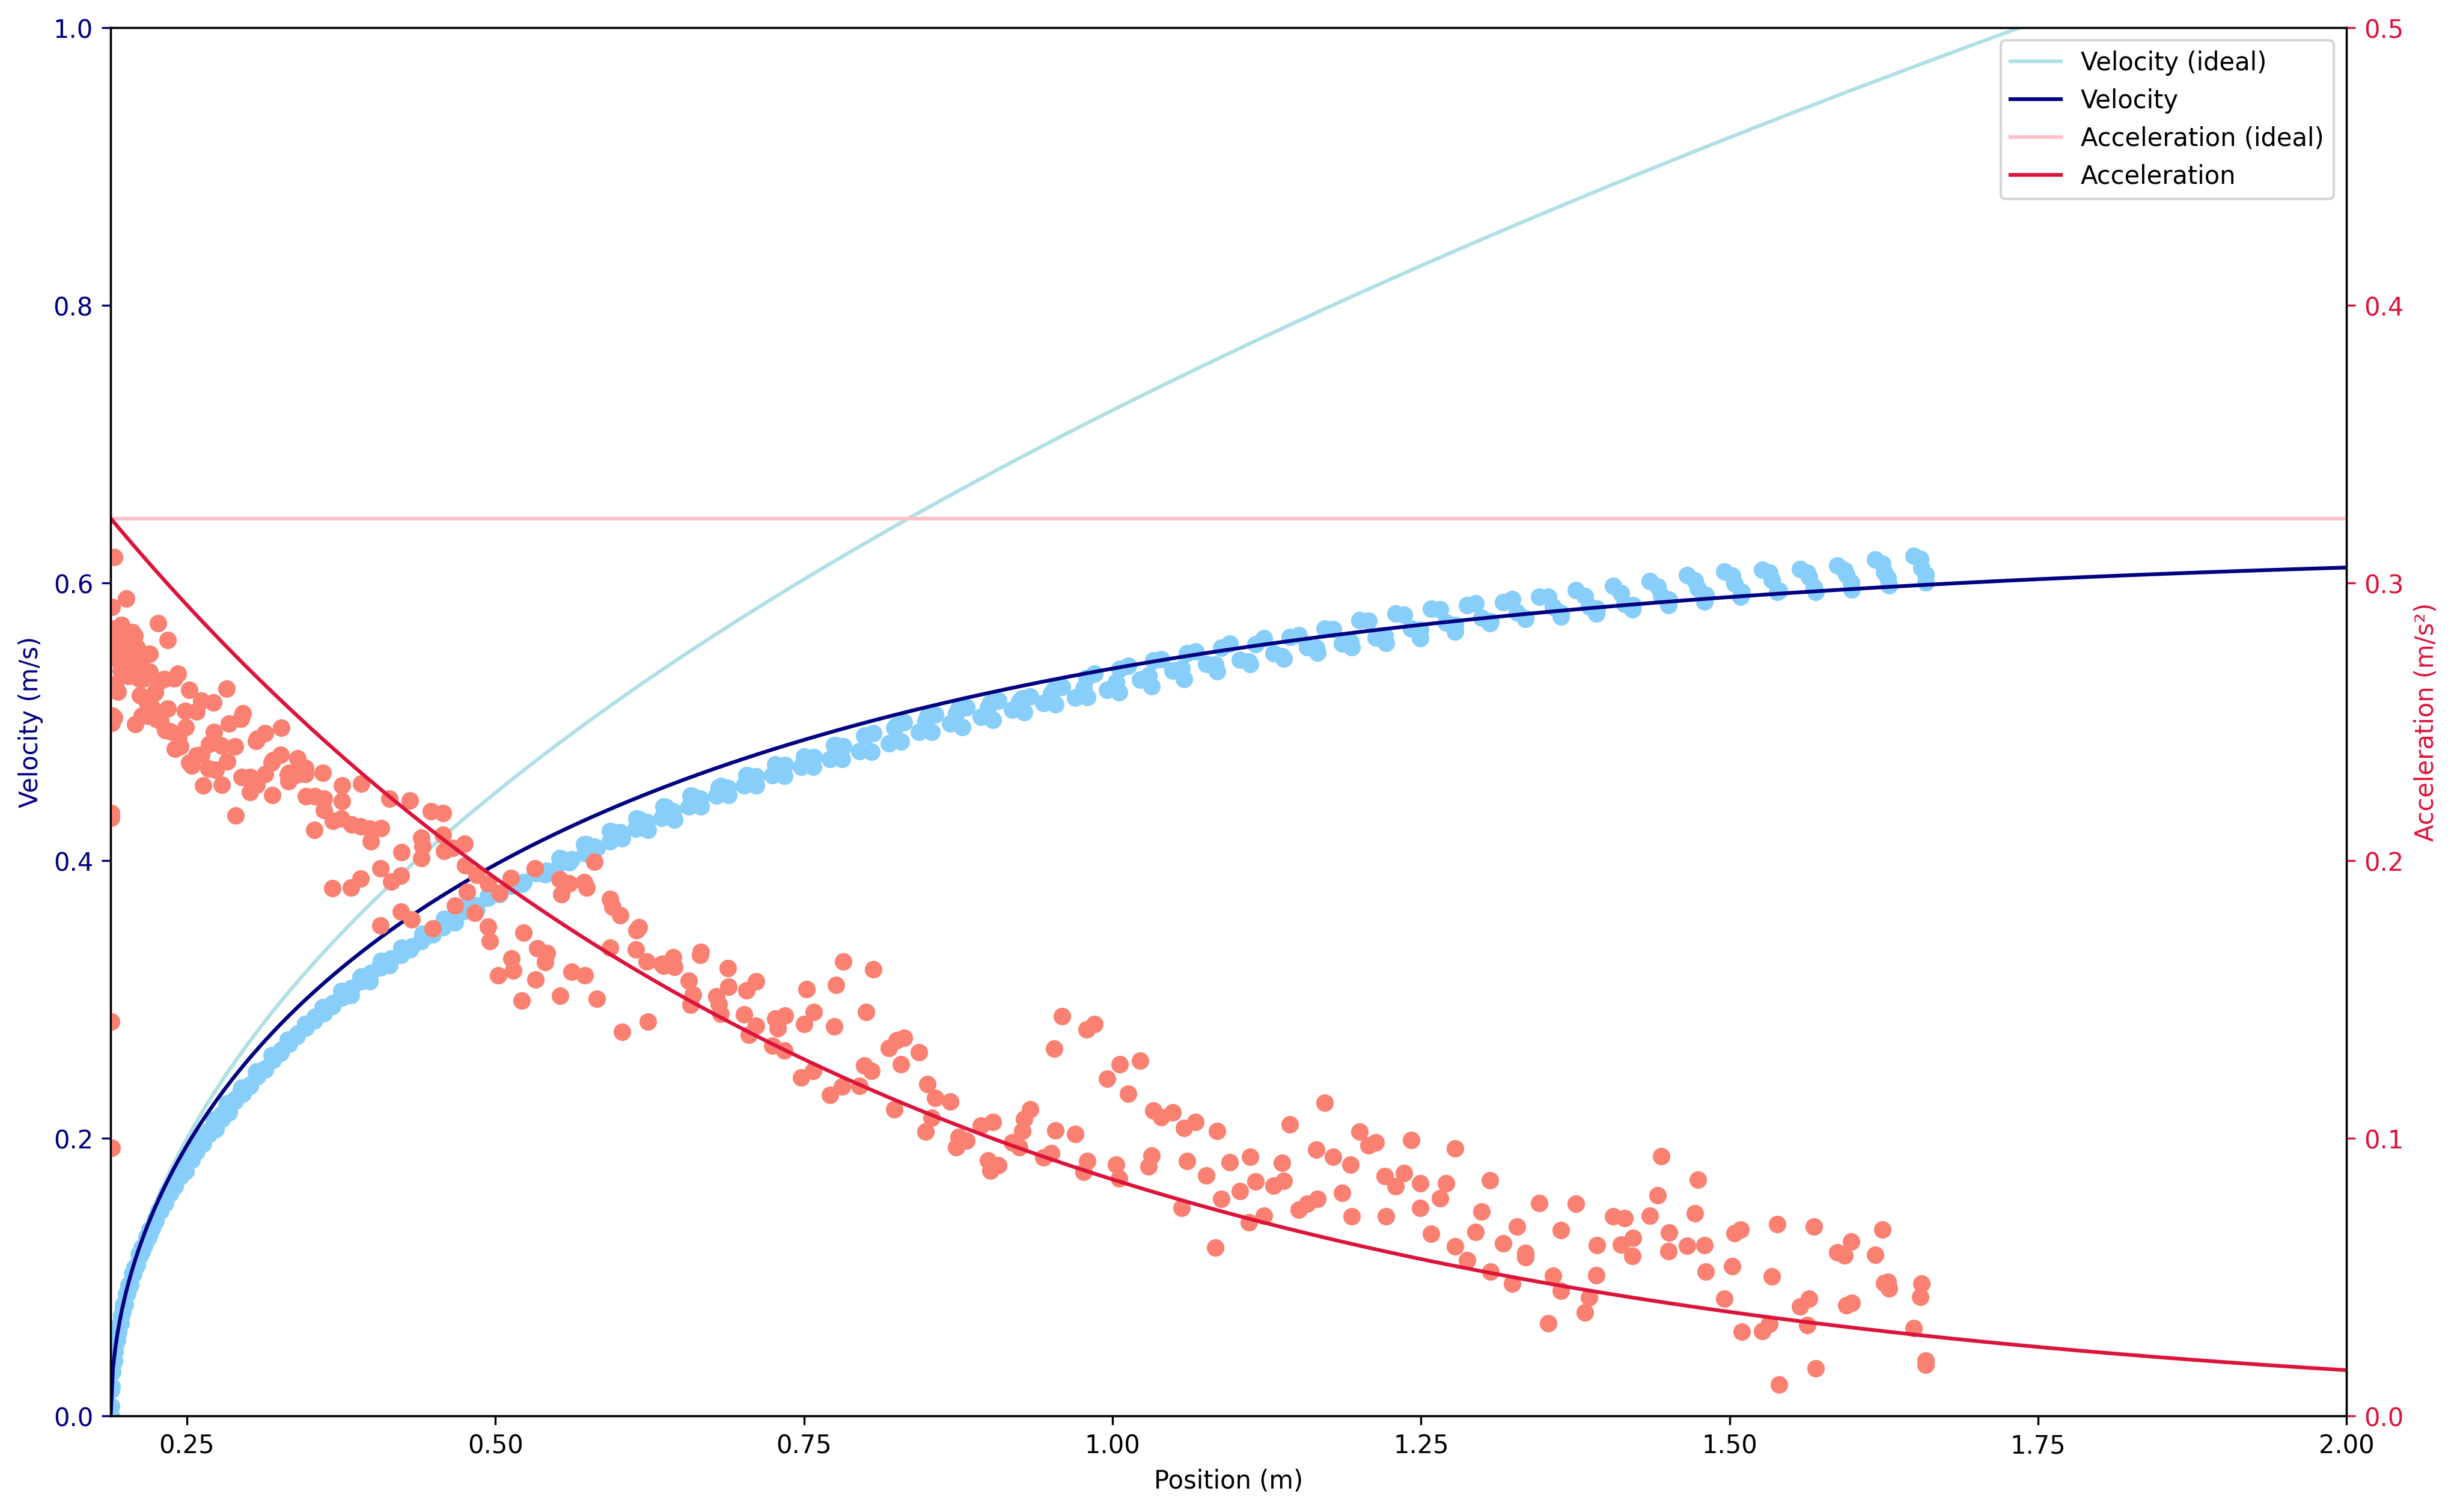 1.0
0.8
0.6
0.4
0.2
0.0
Velocity (m/s)
0.25 0.50 0.75 1.00 1.25 1.50 1.75 2.00
Position (m)
0.5
0.4
0.3
0.2
0.1
0.0
Acceleration (m/s²)
Velocity (ideal)
Velocity
Acceleration (ideal)
Acceleration